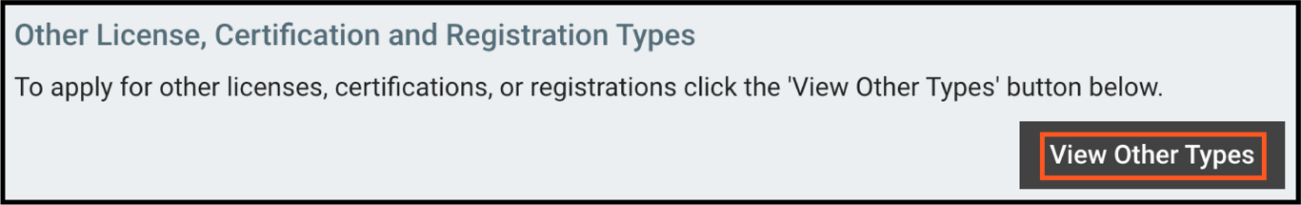 Other License, Certification and Registration Types
To apply for other licenses, certifications, or registrations click the 'View Other Types' button below.
View Other Types